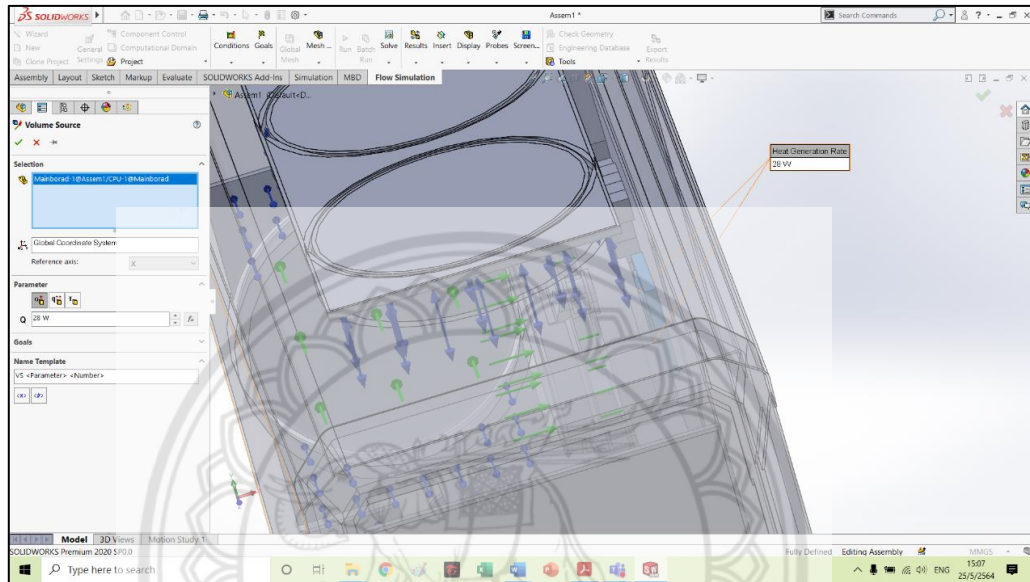 SOLIDWORKS
Assem1 *
Search Commands
Wizard
New
Clone Project
General Settings
Component Control
Computational Domain
Project
Conditions
Goals
Global Mesh
Mesh ...
Run
Batch Run
Solve
Results
Insert
Display
Probes
Screen...
Check Geometry
Engineering Database
Tools
Export Results
Assembly Layout Sketch Markup Evaluate SOLIDWORKS Add-Ins Simulation MBD Flow Simulation
Assem1 (Default<D...
Volume Source
Selection
Mainborad-1@Assem1/CPU-1@Mainborad
Global Coordinate System
Reference axis: X
Parameter
Q 28 W
Goals
Name Template
VS <Parameter> <Number>
Heat Generation Rate
28 W
Model 3D Views Motion Study 1
SOLIDWORKS Premium 2020 SP0.0
Fully Defined Editing Assembly MMGS
Type here to search
ENG
15:07
25/5/2564